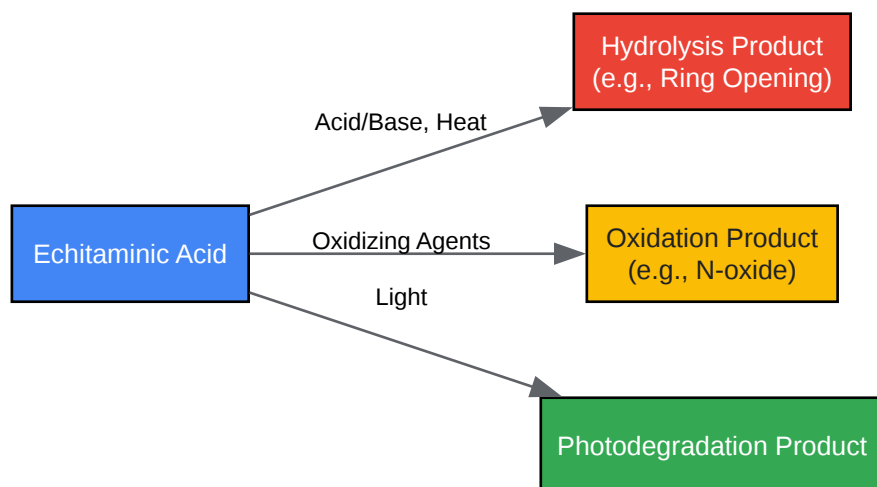 Hydrolysis Product
(e.g., Ring Opening)
Acid/Base, Heat
Echitaminic Acid
Oxidizing Agents
Oxidation Product
(e.g., N-oxide)
Light
Photodegradation Product